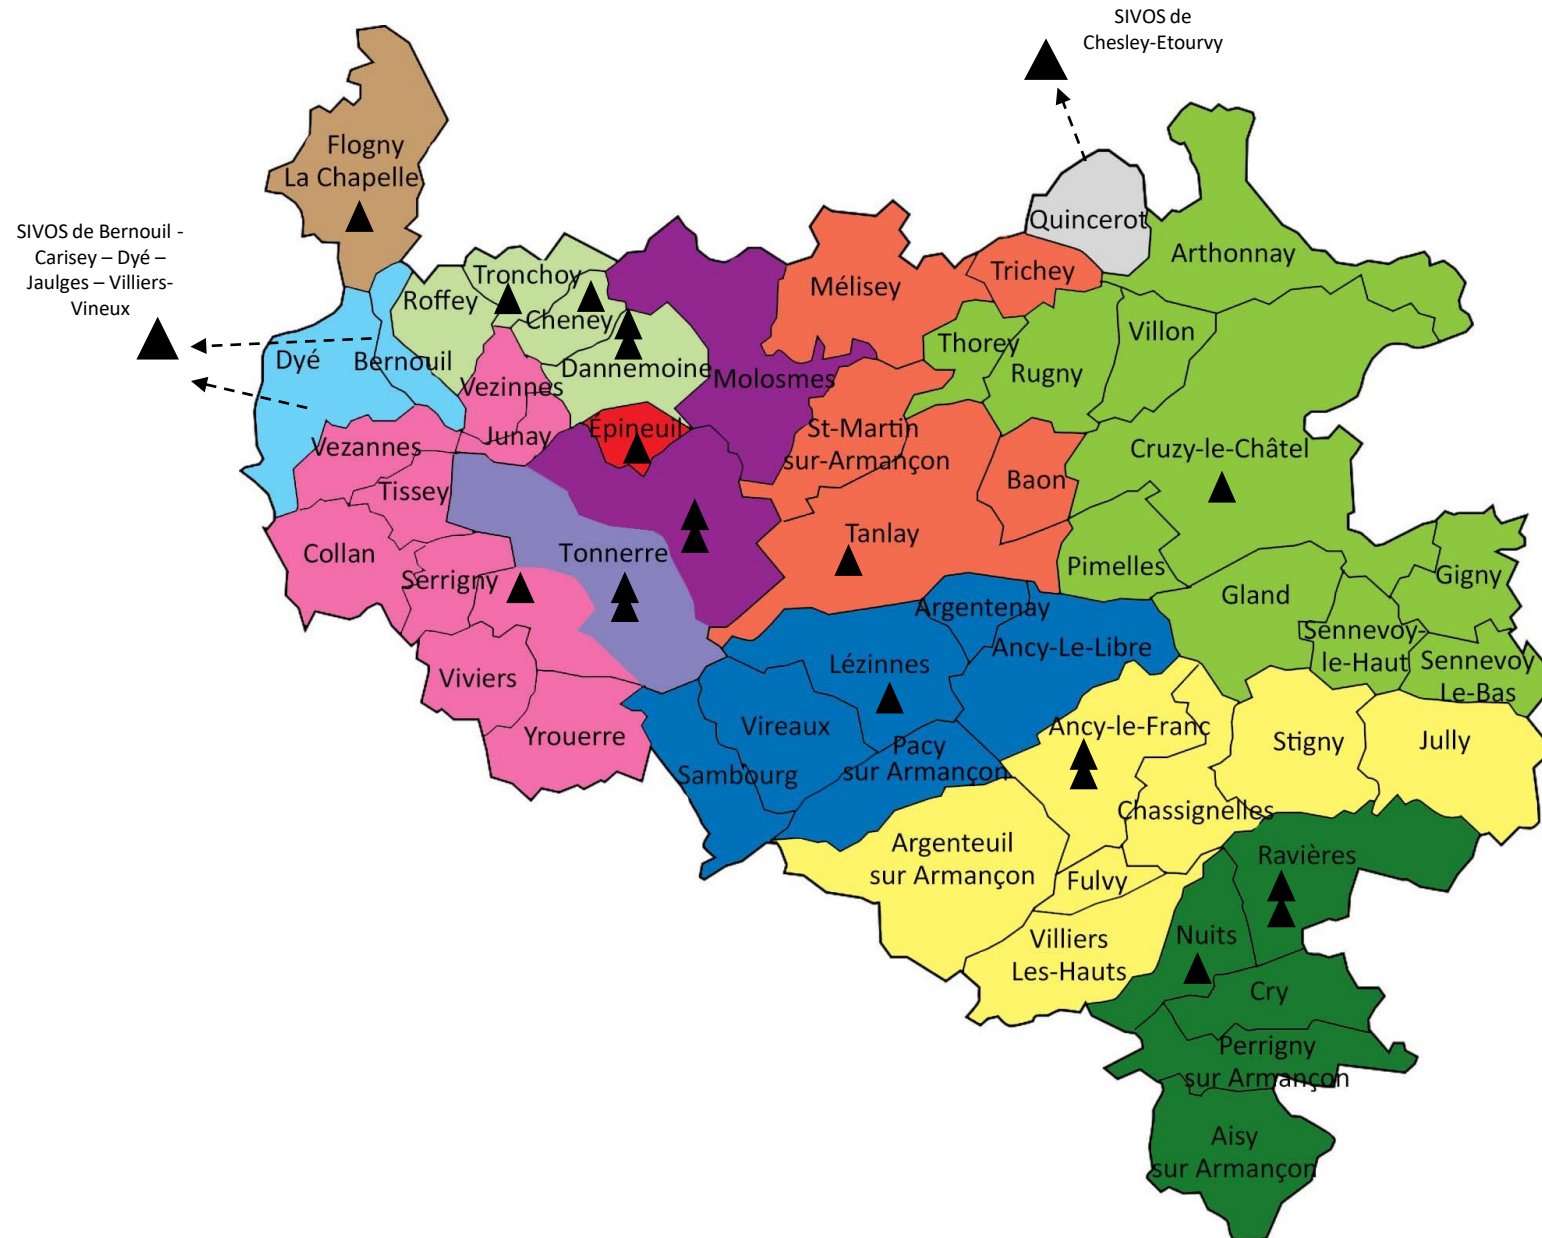 SIVOS de
Chesley-Etourvy
Flogny
La Chapelle
SIVOS de Bernouil -
Carisey – Dyé –
Jaulges – Villiers-
Vineux
Quincerot
Arthonnay
Tronchoy
Roffey
Cheney
Mélisey
Trichey
Thorey
Villon
Rugny
Dyé
Bernouil
Dannemoine
Vezinnes
Molosmes
Epineuil
Junay
Vezannes
St-Martin
sur-Armançon
Cruzy-le-Châtel
Baon
Tissey
Tanlay
Collan
Serrigny
Tonnerre
Pimelles
Gland
Gigny
Argentenay
Ancy-Le-Libre
Sennevoy-
le-Haut
Sennevoy
Le-Bas
Lézinnes
Viviers
Yrouerre
Vireaux
Sambourg
Pacy
sur Armançon
Ancy-le-Franc
Stigny
Jully
Chassignelles
Argenteuil
sur Armançon
Fulvy
Ravières
Villiers
Les-Hauts
Nuits
Cry
Perrigny
sur Armançon
Aisy
sur Armançon